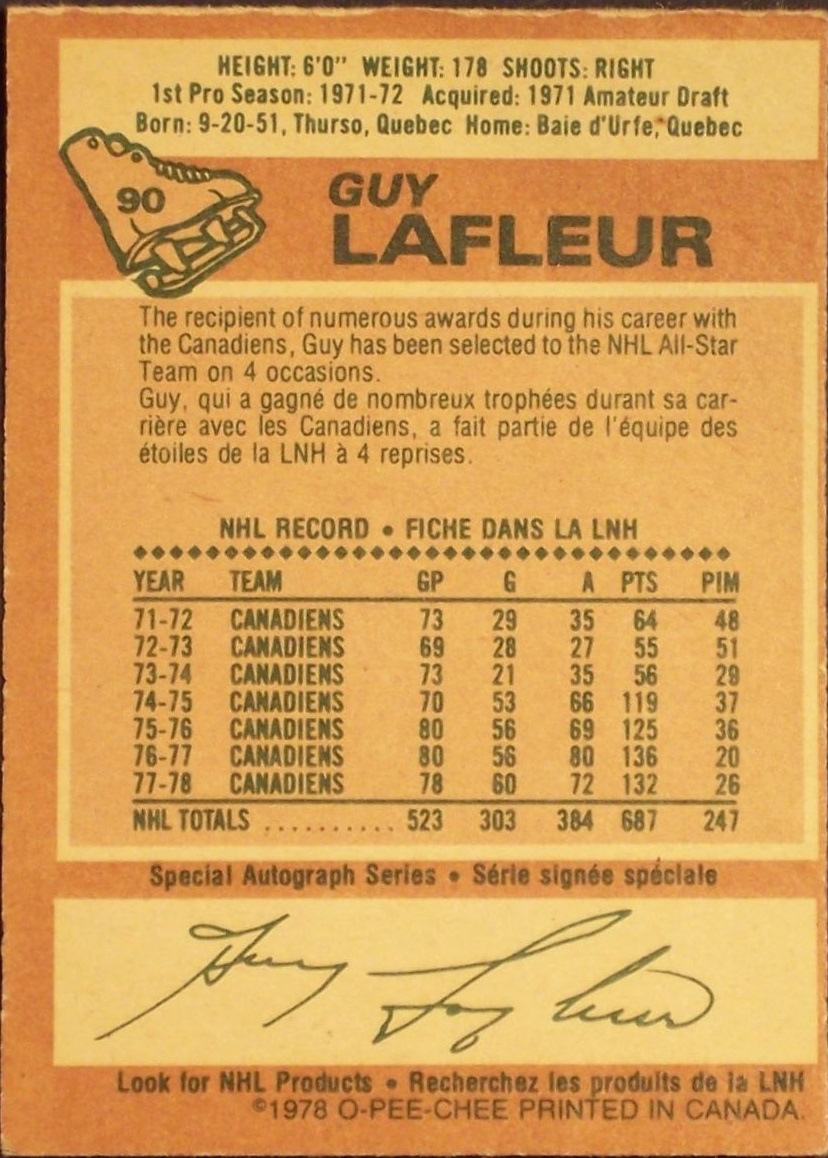 HEIGHT: 6'0" WEIGHT: 178 SHOOTS: RIGHT
1st Pro Season: 1971-72 Acquired: 1971 Amateur Draft
Born: 9-20-51, Thurso, Quebec Home: Baie d'Urfe, Quebec
90
GUY
LAFLEUR
The recipient of numerous awards during his career with
the Canadiens, Guy has been selected to the NHL All-Star
Team on 4 occasions.
Guy, qui a gagné de nombreux trophées durant sa car-
rière avec les Canadiens, a fait partie de l'équipe des
étoiles de la LNH à 4 reprises.
NHL RECORD • FICHE DANS LA LNH
YEAR TEAM GP G A PTS PIM
71-72 CANADIENS 73 29 35 64 48
72-73 CANADIENS 69 28 27 55 51
73-74 CANADIENS 73 21 35 56 29
74-75 CANADIENS 70 53 66 119 37
75-76 CANADIENS 80 56 69 125 36
76-77 CANADIENS 80 56 80 136 20
77-78 CANADIENS 78 60 72 132 26
NHL TOTALS .......... 523 303 384 687 247
Special Autograph Series • Série signée spéciale
Guy Lafleur
Look for NHL Products • Recherchez les produits de la LNH
©1978 O-PEE-CHEE PRINTED IN CANADA.